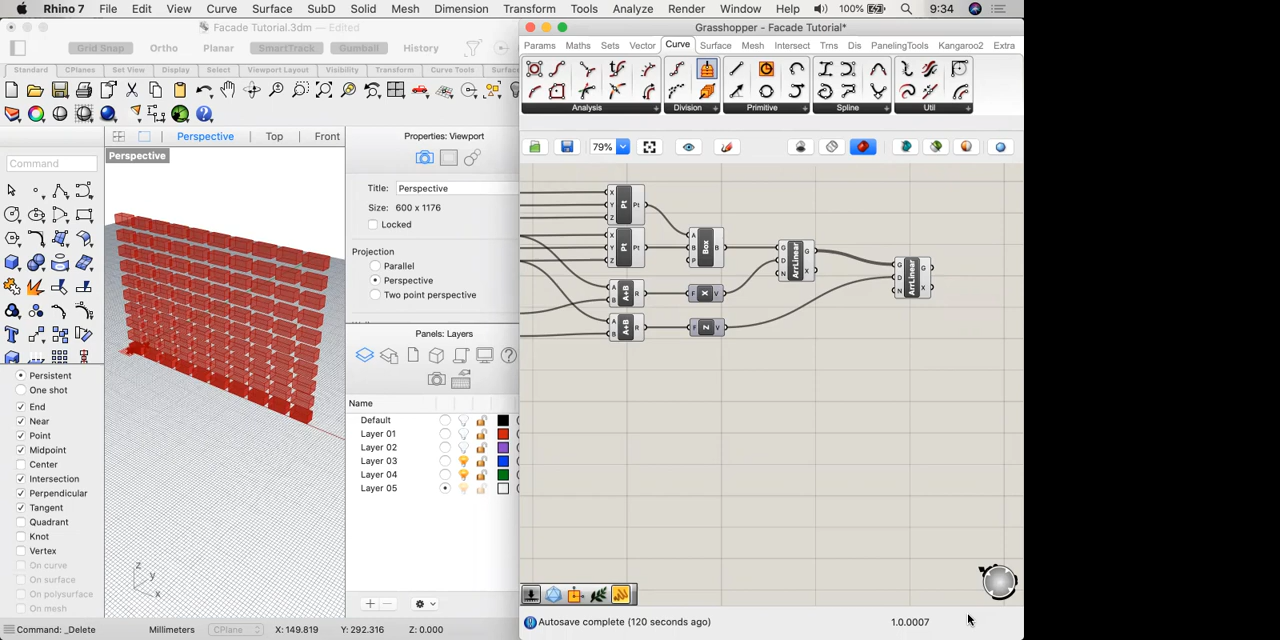 Rhino 7 File Edit View Curve Surface SubD Solid Mesh Dimension Transform Tools Analyze Render Window Help 100% 9:34
Facade Tutorial.3dm — Edited
Grid Snap Ortho Planar SmartTrack Gumball History
Standard CPlanes Set View Display Select Viewport Layout Visibility Transform Curve Tools Surfac
Perspective Top Front
Command
Perspective
Persistent
One shot
End
Near
Point
Midpoint
Center
Intersection
Perpendicular
Tangent
Quadrant
Knot
Vertex
On curve
On surface
On polysurface
On mesh
z
y
x
Properties: Viewport
Title: Perspective
Size: 600 x 1176
Locked
Projection
Parallel
Perspective
Two point perspective
Panels: Layers
Name
Default
Layer 01
Layer 02
Layer 03
Layer 04
Layer 05
Command: _Delete Millimeters CPlane X: 149.819 Y: 292.316 Z: 0.000
Grasshopper - Facade Tutorial*
Params Maths Sets Vector Curve Surface Mesh Intersect Trns Dis PanelingTools Kangaroo2 Extra
Analysis Division Primitive Spline Util
79%
X
Y
Z
Pt
Pt
X
Y
Z
Pt
Pt
A
B
P
Box
B
G
D
N
ArrLinear
G
X
G
D
N
ArrLinear
G
X
A
B
A+B
R
F
X
V
A
B
A+B
R
F
Z
V
Autosave complete (120 seconds ago)
1.0.0007